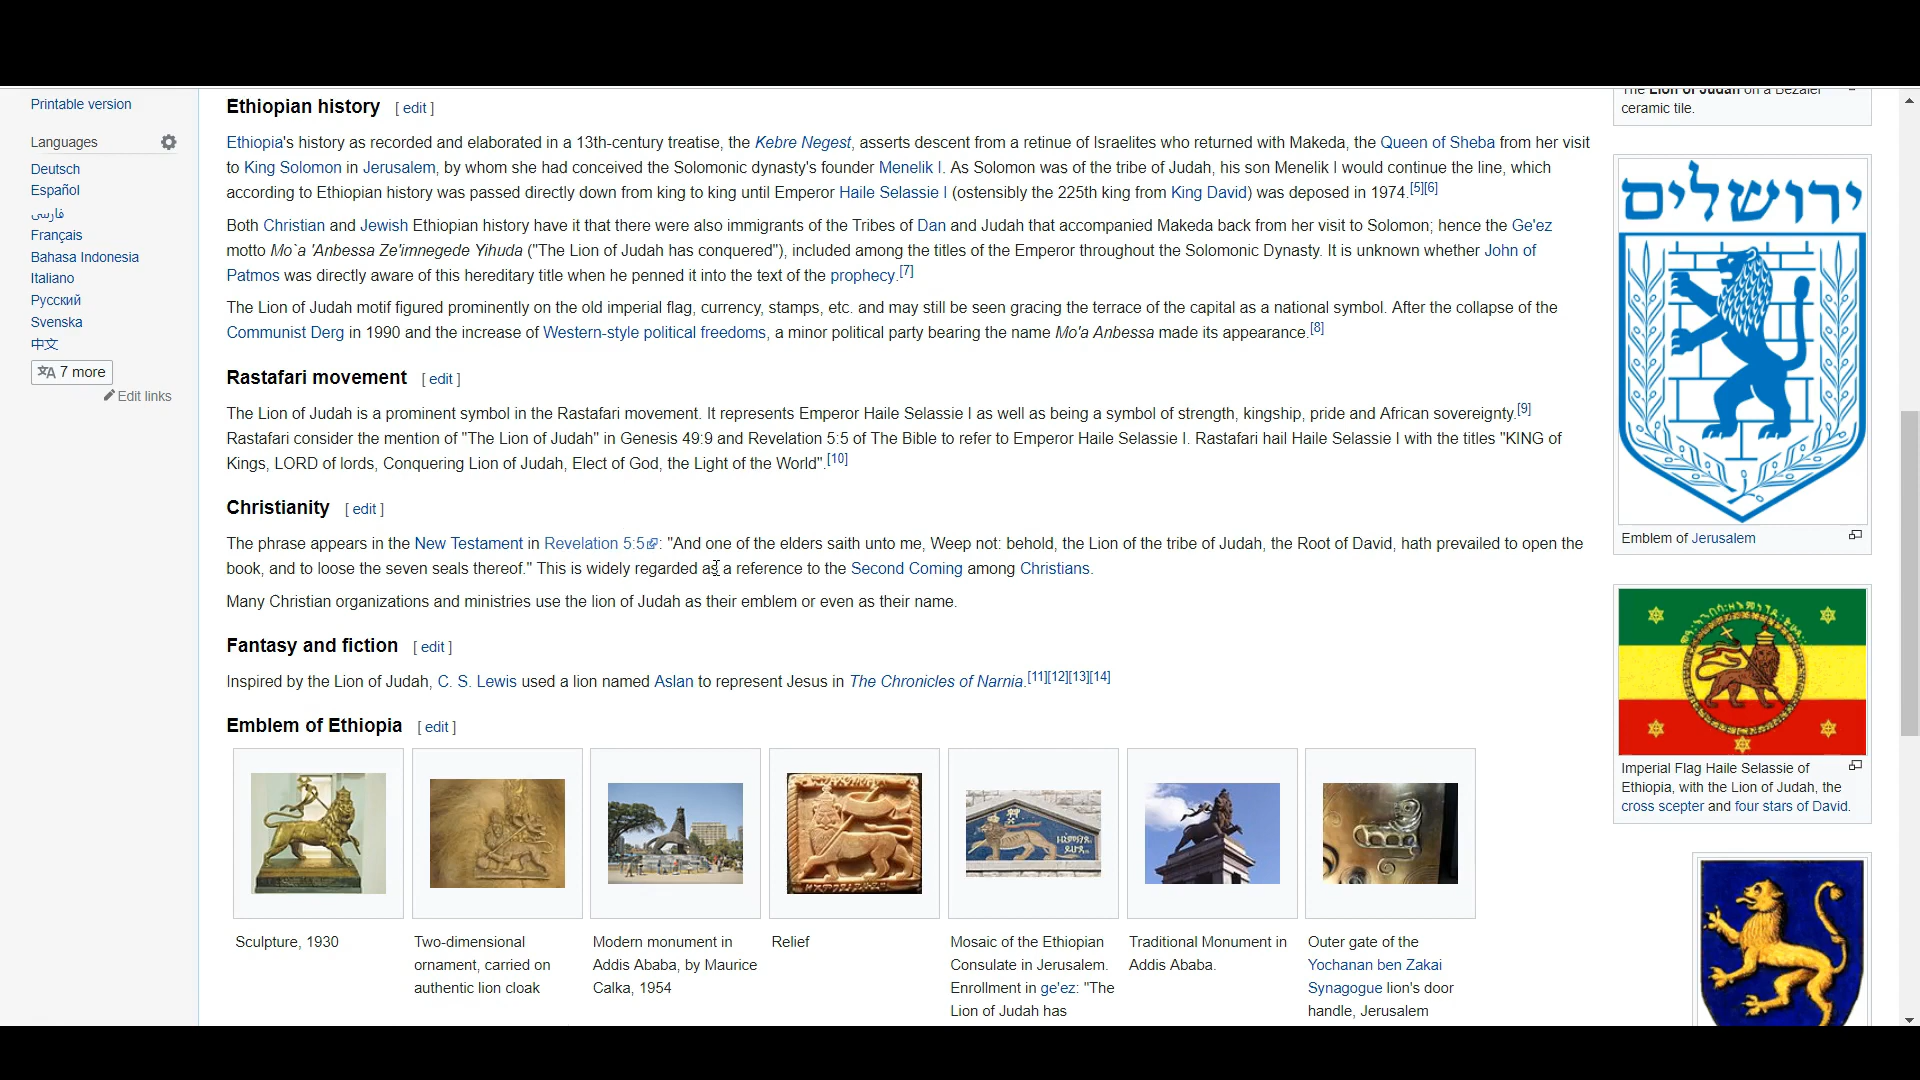 Printable version
Languages
Deutsch
Español
فارسی
Français
Bahasa Indonesia
Italiano
Русский
Svenska
中文
7 more
Edit links
Ethiopian history [ edit ]
Ethiopia's history as recorded and elaborated in a 13th-century treatise, the Kebre Negest, asserts descent from a retinue of Israelites who returned with Makeda, the Queen of Sheba from her visit
to King Solomon in Jerusalem, by whom she had conceived the Solomonic dynasty's founder Menelik I. As Solomon was of the tribe of Judah, his son Menelik I would continue the line, which
according to Ethiopian history was passed directly down from king to king until Emperor Haile Selassie I (ostensibly the 225th king from King David) was deposed in 1974.[5][6]
Both Christian and Jewish Ethiopian history have it that there were also immigrants of the Tribes of Dan and Judah that accompanied Makeda back from her visit to Solomon; hence the Ge'ez
motto Mo`a 'Anbessa Ze'imnegede Yihuda ("The Lion of Judah has conquered"), included among the titles of the Emperor throughout the Solomonic Dynasty. It is unknown whether John of
Patmos was directly aware of this hereditary title when he penned it into the text of the prophecy.[7]
The Lion of Judah motif figured prominently on the old imperial flag, currency, stamps, etc. and may still be seen gracing the terrace of the capital as a national symbol. After the collapse of the
Communist Derg in 1990 and the increase of Western-style political freedoms, a minor political party bearing the name Mo'a Anbessa made its appearance.[8]
Rastafari movement [ edit ]
The Lion of Judah is a prominent symbol in the Rastafari movement. It represents Emperor Haile Selassie I as well as being a symbol of strength, kingship, pride and African sovereignty.[9]
Rastafari consider the mention of "The Lion of Judah" in Genesis 49:9 and Revelation 5:5 of The Bible to refer to Emperor Haile Selassie I. Rastafari hail Haile Selassie I with the titles "KING of
Kings, LORD of lords, Conquering Lion of Judah, Elect of God, the Light of the World".[10]
Christianity [ edit ]
The phrase appears in the New Testament in Revelation 5:5: "And one of the elders saith unto me, Weep not: behold, the Lion of the tribe of Judah, the Root of David, hath prevailed to open the
book, and to loose the seven seals thereof." This is widely regarded as a reference to the Second Coming among Christians.
Many Christian organizations and ministries use the lion of Judah as their emblem or even as their name.
Fantasy and fiction [ edit ]
Inspired by the Lion of Judah, C. S. Lewis used a lion named Aslan to represent Jesus in The Chronicles of Narnia.[11][12][13][14]
Emblem of Ethiopia [ edit ]
Sculpture, 1930
Two-dimensional
ornament, carried on
authentic lion cloak
Modern monument in
Addis Ababa, by Maurice
Calka, 1954
Relief
Mosaic of the Ethiopian
Consulate in Jerusalem.
Enrollment in ge'ez: "The
Lion of Judah has
Traditional Monument in
Addis Ababa.
Outer gate of the
Yochanan ben Zakai
Synagogue lion's door
handle, Jerusalem
The Lion of Judah on a Bezalel
ceramic tile.
ירושלים
Emblem of Jerusalem
Imperial Flag Haile Selassie of
Ethiopia, with the Lion of Judah, the
cross scepter and four stars of David.